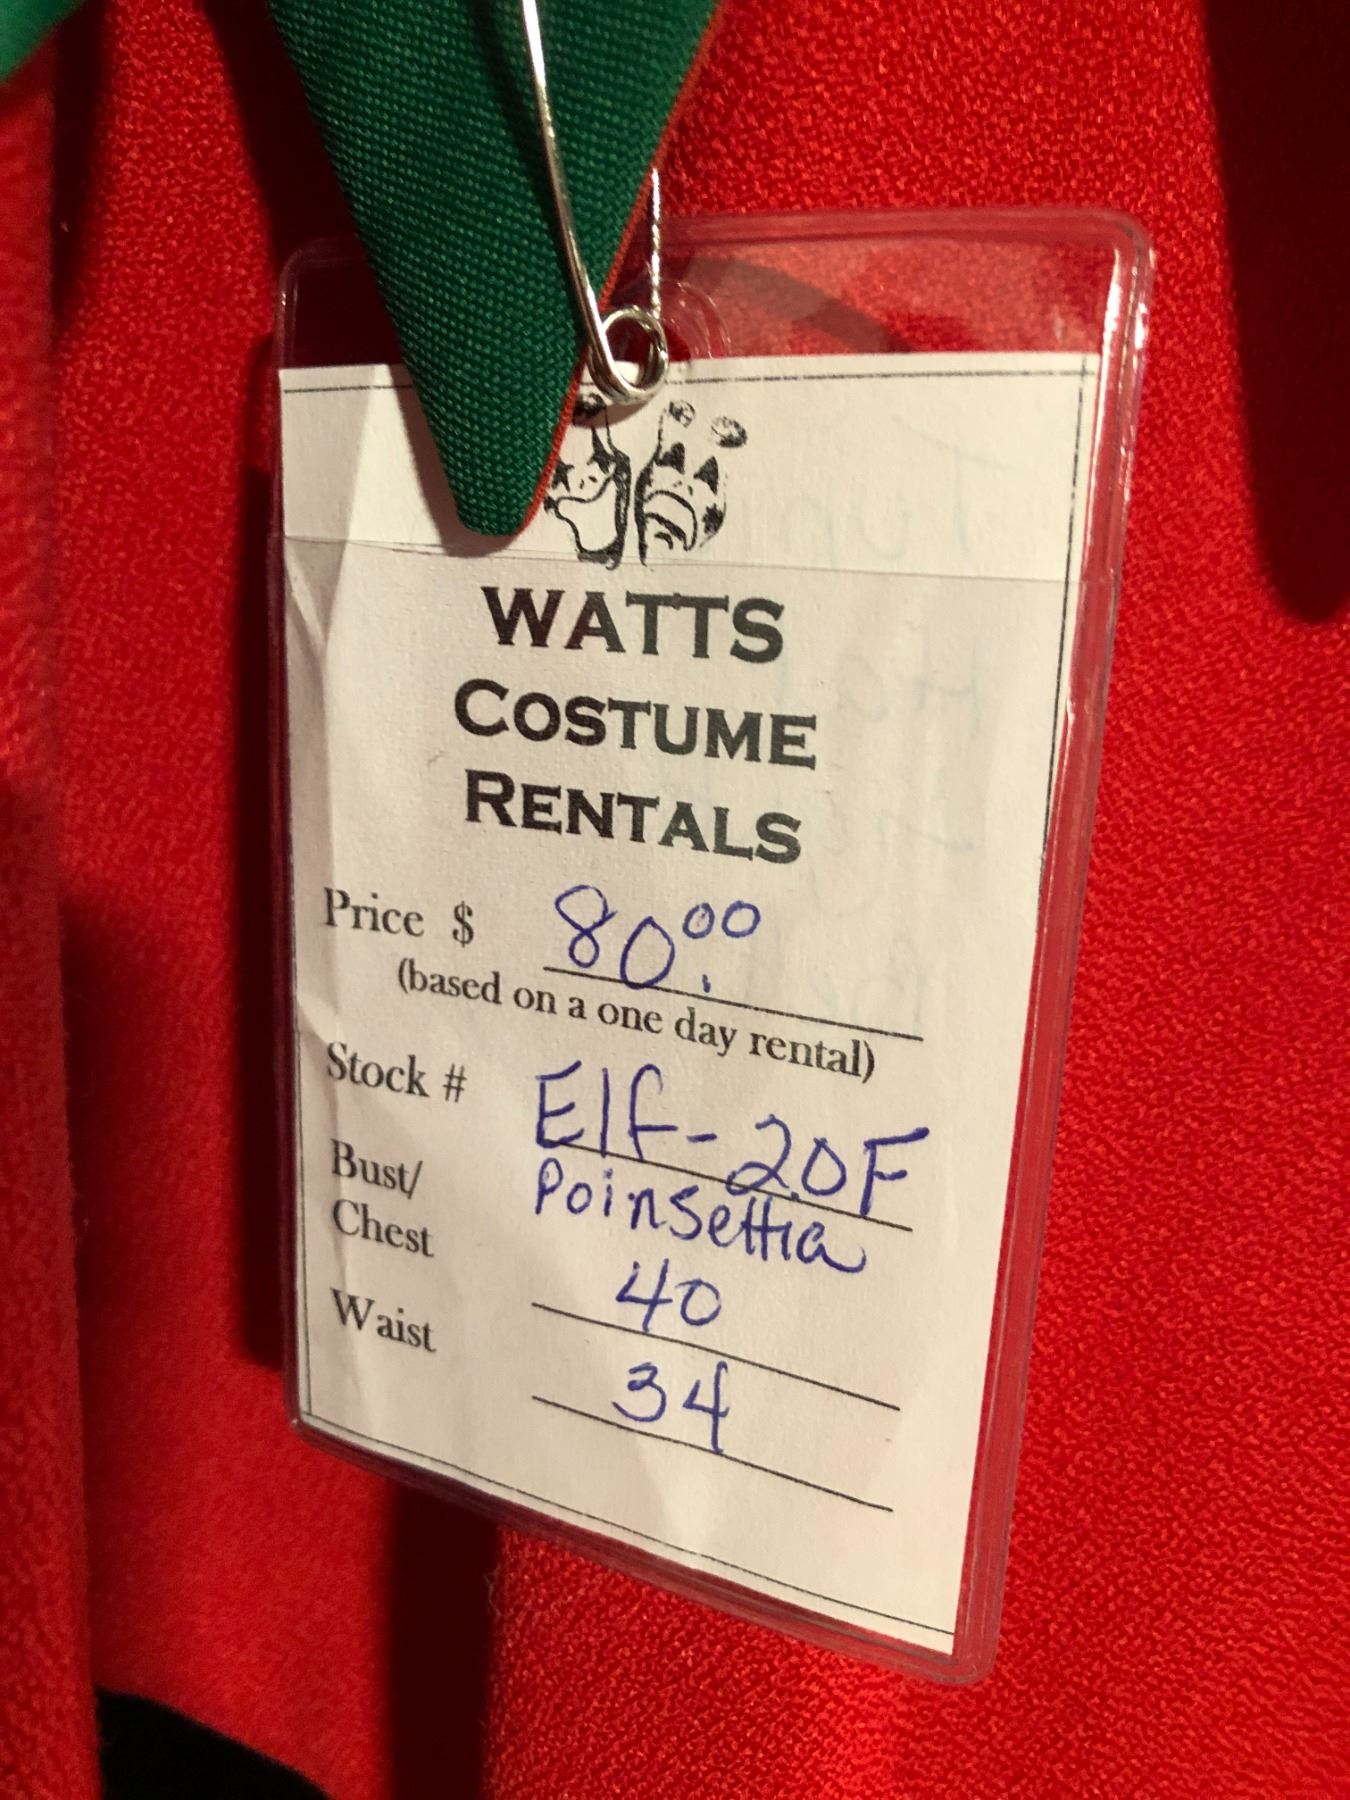 WATTS
COSTUME
RENTALS
Price $ 80.00
(based on a one day rental)
Stock # Elf-20F
Poinsettia
Bust/
Chest 40
Waist 34